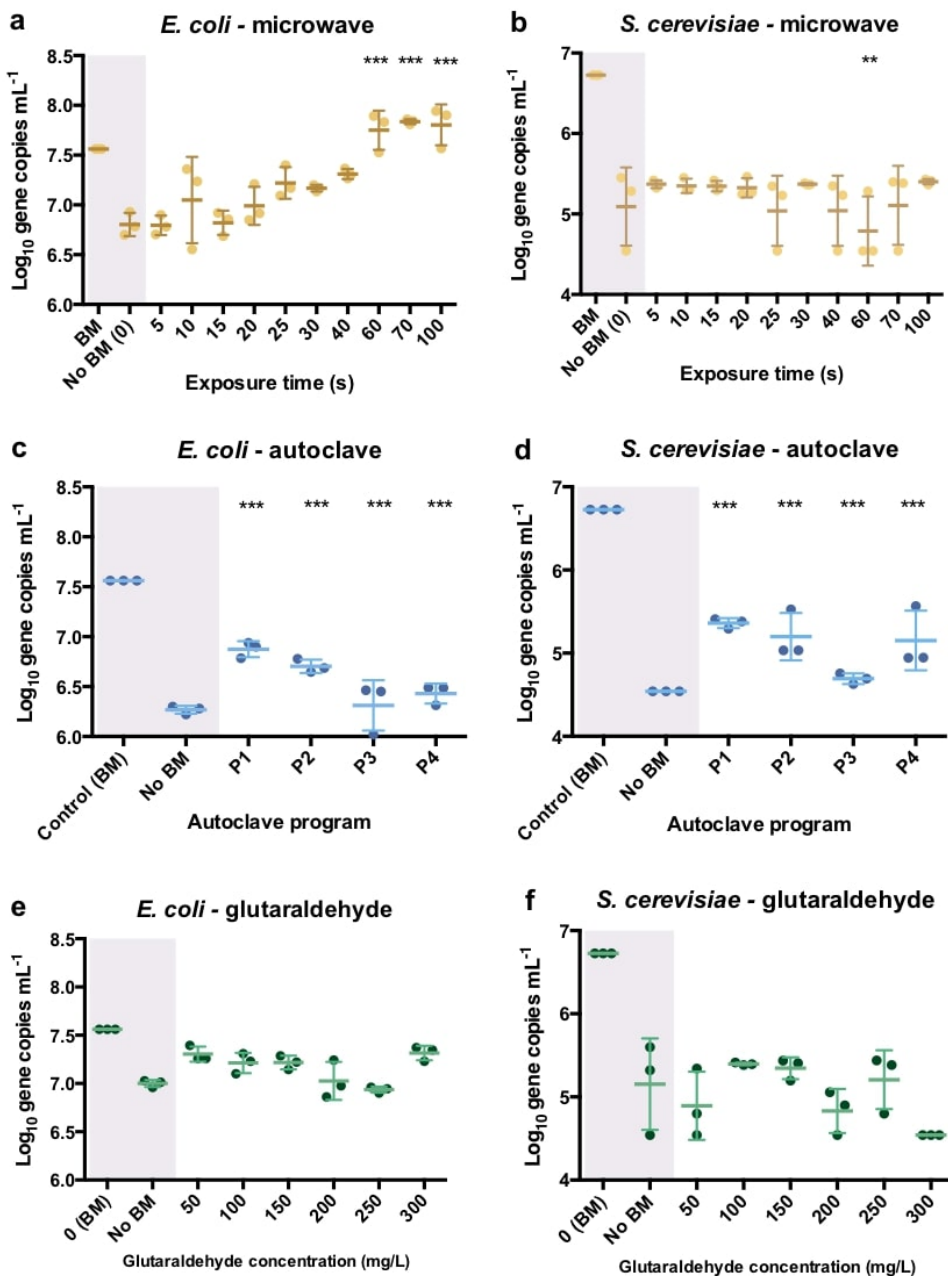 a
E. coli - microwave
Log10 gene copies mL-1
8.5
8.0
7.5
7.0
6.5
6.0
*** *** ***
BM
No BM (0)
5
10
15
20
25
30
40
60
70
100
Exposure time (s)
b
S. cerevisiae - microwave
Log10 gene copies mL-1
7
6
5
4
**
BM
No BM (0)
5
10
15
20
25
30
40
60
70
100
Exposure time (s)
c
E. coli - autoclave
Log10 gene copies mL-1
8.5
8.0
7.5
7.0
6.5
6.0
*** *** *** ***
Control (BM)
No BM
P1
P2
P3
P4
Autoclave program
d
S. cerevisiae - autoclave
Log10 gene copies mL-1
7
6
5
4
*** *** *** ***
Control (BM)
No BM
P1
P2
P3
P4
Autoclave program
e
E. coli - glutaraldehyde
Log10 gene copies mL-1
8.5
8.0
7.5
7.0
6.5
6.0
0 (BM)
No BM
50
100
150
200
250
300
Glutaraldehyde concentration (mg/L)
f
S. cerevisiae - glutaraldehyde
Log10 gene copies mL-1
7
6
5
4
0 (BM)
No BM
50
100
150
200
250
300
Glutaraldehyde concentration (mg/L)